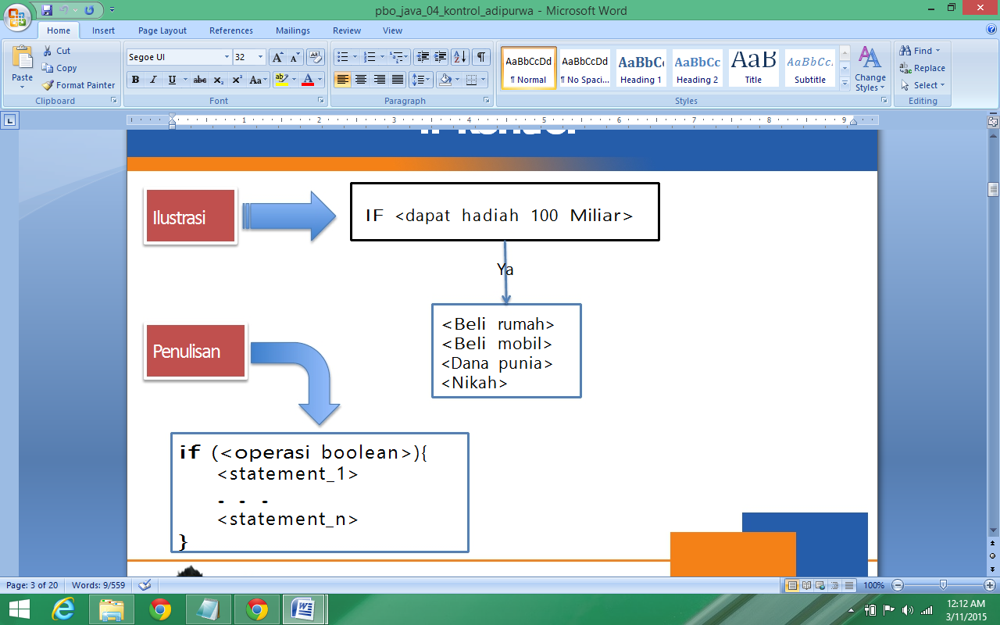 pbo_java_04_kontrol_adipurwa - Microsoft Word
Home Insert Page Layout References Mailings Review View
Paste
Cut
Copy
Format Painter
Clipboard
Segoe UI 32
B I U abc x₂ x² Aa
Font
Paragraph
AaBbCcDd AaBbCcDd AaBbC AaBbCc AaB AaBbCc.
¶ Normal ¶ No Spaci... Heading 1 Heading 2 Title Subtitle
Change Styles
Styles
Find
Replace
Select
Editing
1 2 3 4 5 6 7 8 9
Ilustrasi
IF <dapat hadiah 100 Miliar>
Ya
<Beli rumah>
<Beli mobil>
<Dana punia>
<Nikah>
Penulisan
if (<operasi boolean>){
<statement_1>
- - -
<statement_n>
}
Page: 3 of 20 Words: 9/559 100%
12:12 AM
3/11/2015